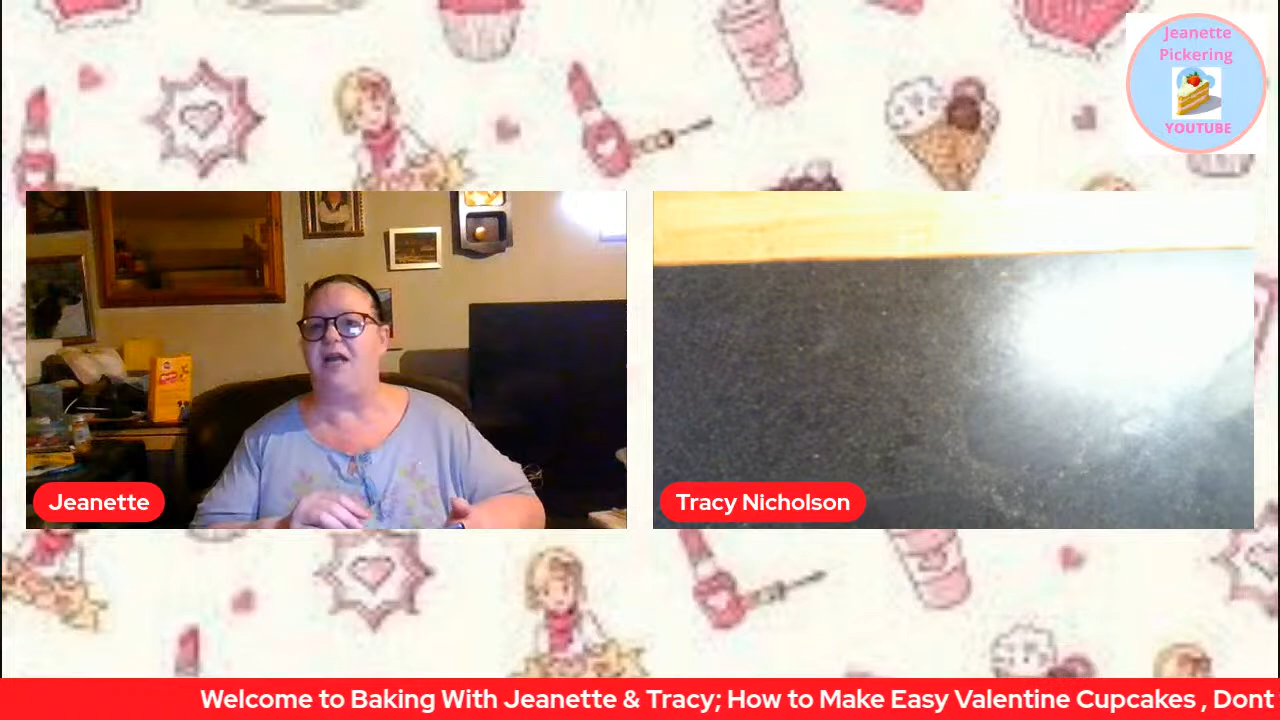 Jeanette
Pickering
YOUTUBE
Jeanette
Tracy Nicholson
Welcome to Baking With Jeanette & Tracy; How to Make Easy Valentine Cupcakes , Dont